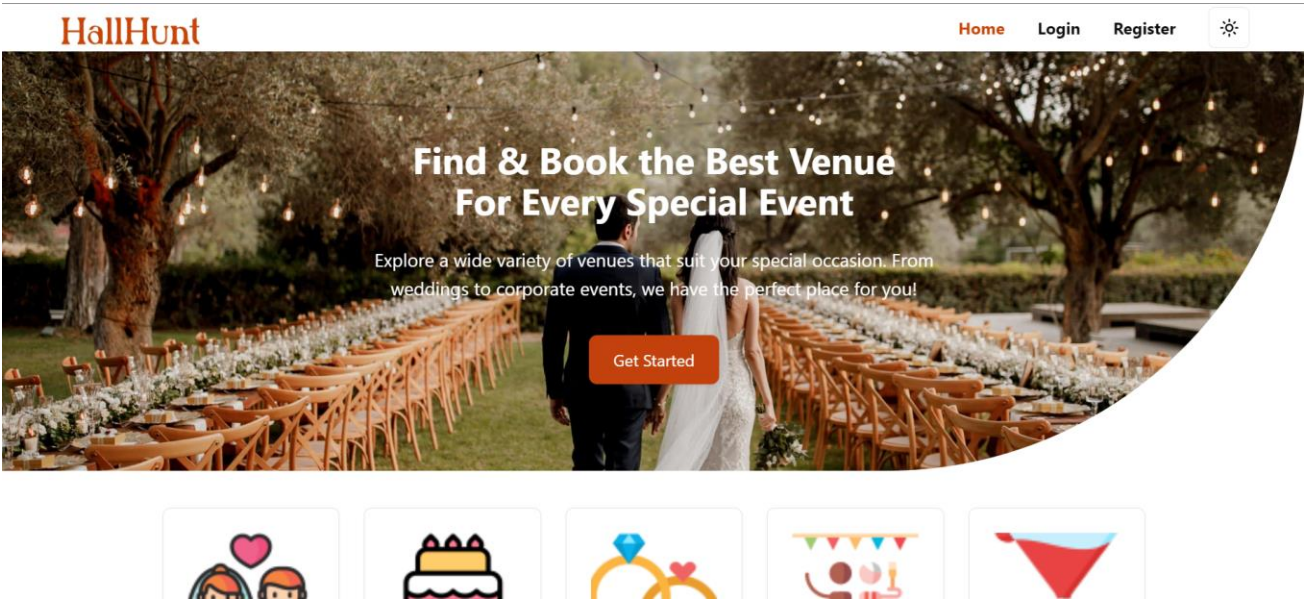 HallHunt
Home Login Register
Find & Book the Best Venue
For Every Special Event
Explore a wide variety of venues that suit your special occasion. From
weddings to corporate events, we have the perfect place for you!
Get Started